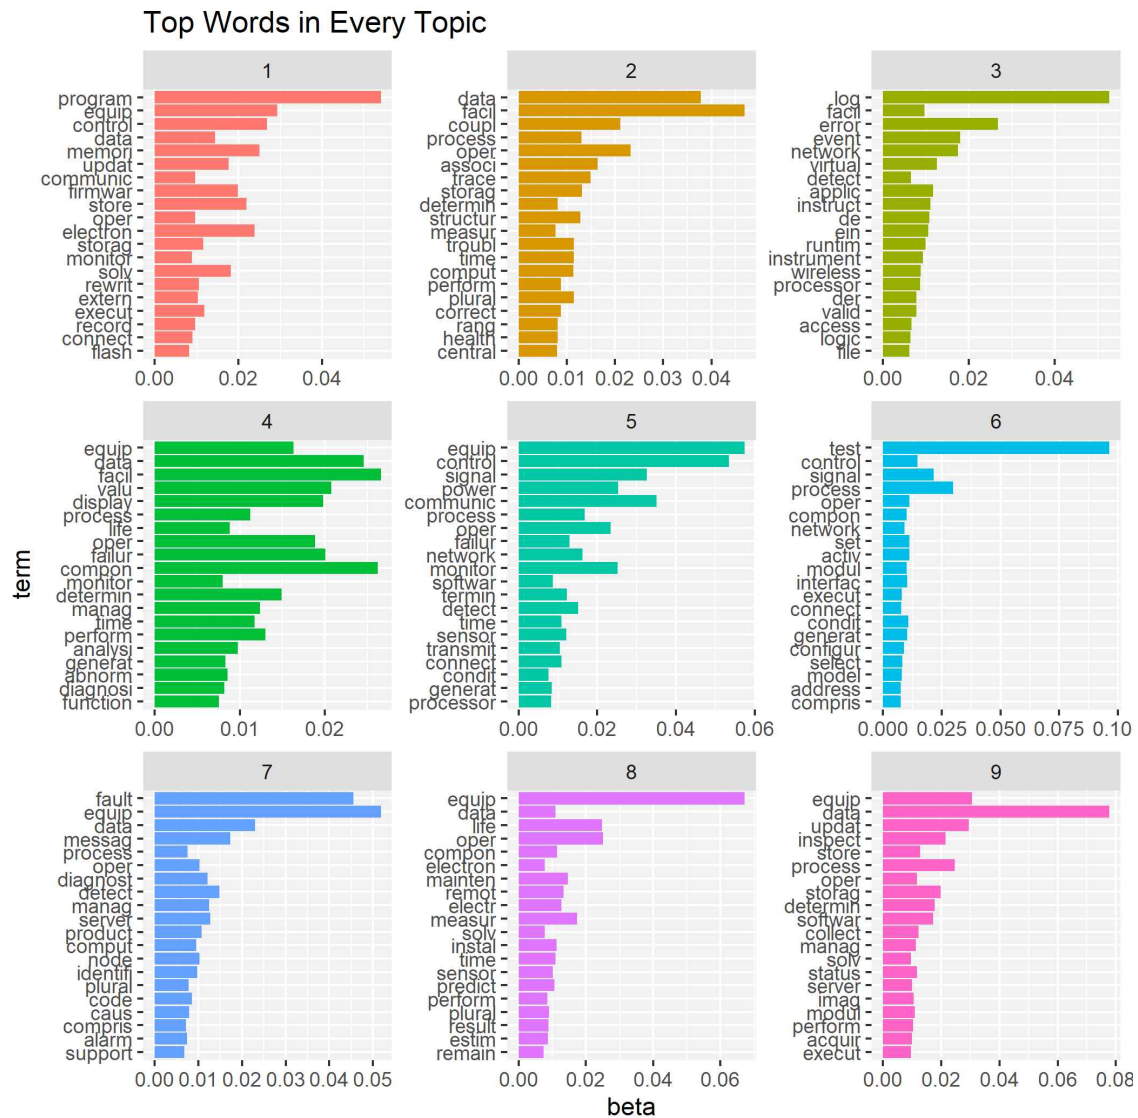 Top Words in Every Topic
1
program
equip
control
data
memori
updat
communic
firmwar
store
oper
electron
storag
monitor
solv
rewrit
extern
execut
record
connect
flash
0.00 0.02 0.04
2
data
facil
coupl
process
oper
associ
trace
storag
determin
structur
measur
troubl
time
comput
perform
plural
correct
rang
health
central
0.00 0.01 0.02 0.03 0.04
3
log
facil
error
event
network
virtual
detect
applic
instruct
de
ein
runtim
instrument
wireless
processor
der
valid
access
logic
file
0.00 0.02 0.04
term
4
equip
data
facil
valu
display
process
life
oper
failur
compon
monitor
determin
manag
time
perform
analysi
generat
abnorm
diagnosi
function
0.00 0.01 0.02
5
equip
control
signal
power
communic
process
oper
failur
network
monitor
softwar
termin
detect
time
sensor
transmit
connect
condit
generat
processor
0.00 0.02 0.04 0.06
6
test
control
signal
process
oper
compon
network
set
activ
modul
interfac
execut
connect
condit
generat
configur
select
model
address
compris
0.000 0.025 0.050 0.075 0.100
7
fault
equip
data
messag
process
oper
diagnost
detect
manag
server
product
comput
node
identifi
plural
code
caus
compris
alarm
support
0.00 0.01 0.02 0.03 0.04 0.05
8
equip
data
life
oper
compon
electron
mainten
remot
electr
measur
solv
instal
time
sensor
predict
perform
plural
result
estim
remain
0.00 0.02 0.04 0.06
9
equip
data
updat
inspect
store
process
oper
storag
determin
softwar
collect
manag
solv
status
server
imag
modul
perform
acquir
execut
0.00 0.02 0.04 0.06 0.08
beta